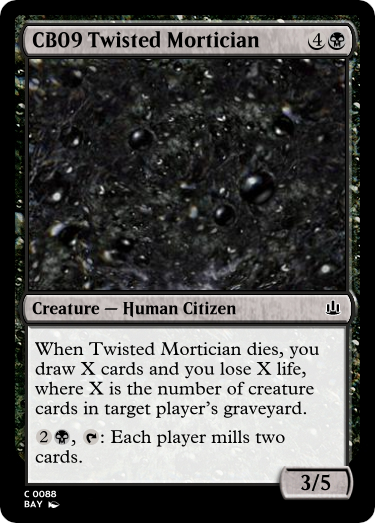 CB09 Twisted Mortician 4
Creature — Human Citizen
When Twisted Mortician dies, you
draw X cards and you lose X life,
where X is the number of creature
cards in target player's graveyard.
2 , : Each player mills two
cards.
3/5
C 0088
BAY